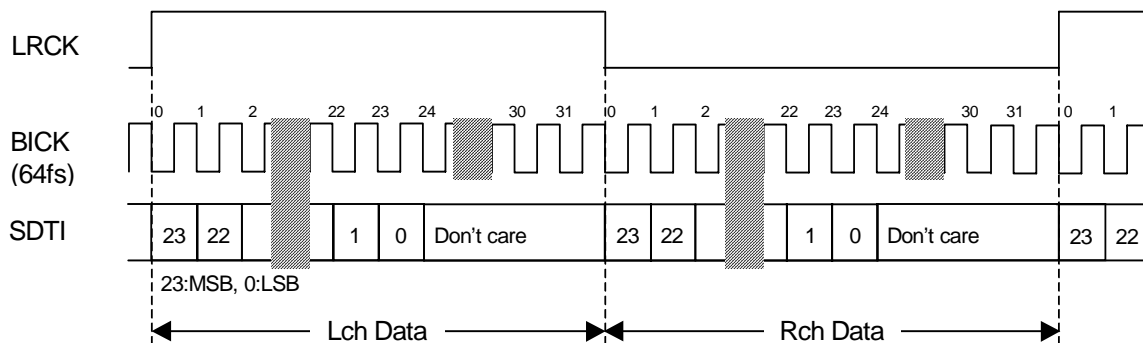 LRCK
0 1 2 22 23 24 30 31 0 1 2 22 23 24 30 31 0 1
BICK
(64fs)
SDTI 23 22 1 0 Don't care 23 22 1 0 Don't care 23 22
23:MSB, 0:LSB
Lch Data Rch Data